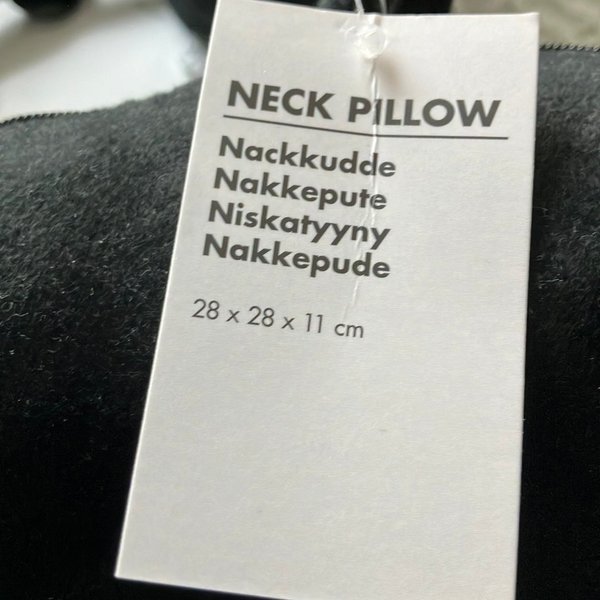 NECK PILLOW
Nackkudde
Nakkepute
Niskatyyny
Nakkepude
28 x 28 x 11 cm